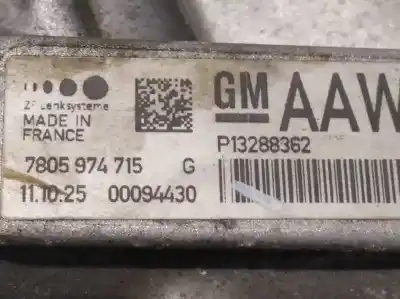 ZF Lenksysteme
MADE IN
FRANCE
GM AAW
P13288362
7805 974 715 G
11.10.25 00094430